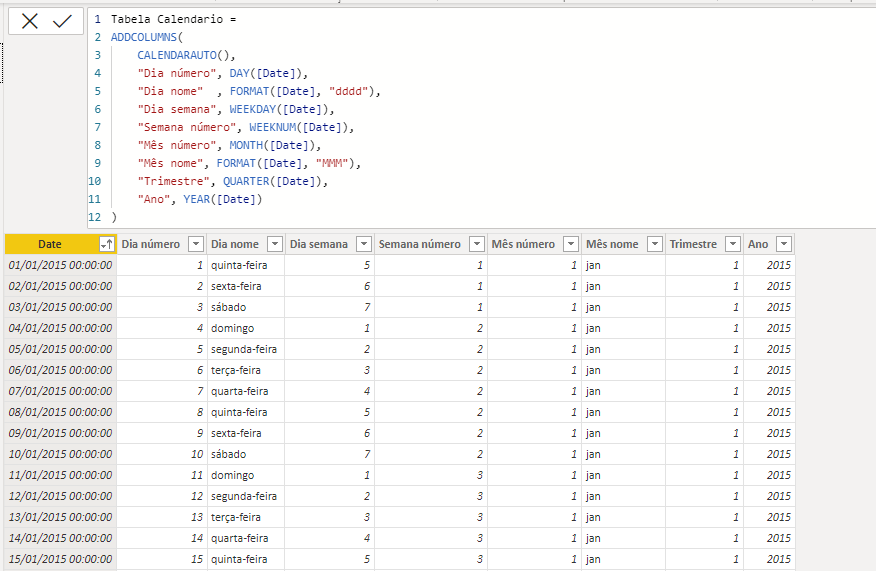 1 Tabela Calendario =
2 ADDCOLUMNS(
3 CALENDARAUTO(),
4 "Dia número", DAY([Date]),
5 "Dia nome" , FORMAT([Date], "dddd"),
6 "Dia semana", WEEKDAY([Date]),
7 "Semana número", WEEKNUM([Date]),
8 "Mês número", MONTH([Date]),
9 "Mês nome", FORMAT([Date], "MMM"),
10 "Trimestre", QUARTER([Date]),
11 "Ano", YEAR([Date])
12 )
Date Dia número Dia nome Dia semana Semana número Mês número Mês nome Trimestre Ano
01/01/2015 00:00:00 1 quinta-feira 5 1 1 jan 1 2015
02/01/2015 00:00:00 2 sexta-feira 6 1 1 jan 1 2015
03/01/2015 00:00:00 3 sábado 7 1 1 jan 1 2015
04/01/2015 00:00:00 4 domingo 1 2 1 jan 1 2015
05/01/2015 00:00:00 5 segunda-feira 2 2 1 jan 1 2015
06/01/2015 00:00:00 6 terça-feira 3 2 1 jan 1 2015
07/01/2015 00:00:00 7 quarta-feira 4 2 1 jan 1 2015
08/01/2015 00:00:00 8 quinta-feira 5 2 1 jan 1 2015
09/01/2015 00:00:00 9 sexta-feira 6 2 1 jan 1 2015
10/01/2015 00:00:00 10 sábado 7 2 1 jan 1 2015
11/01/2015 00:00:00 11 domingo 1 3 1 jan 1 2015
12/01/2015 00:00:00 12 segunda-feira 2 3 1 jan 1 2015
13/01/2015 00:00:00 13 terça-feira 3 3 1 jan 1 2015
14/01/2015 00:00:00 14 quarta-feira 4 3 1 jan 1 2015
15/01/2015 00:00:00 15 quinta-feira 5 3 1 jan 1 2015